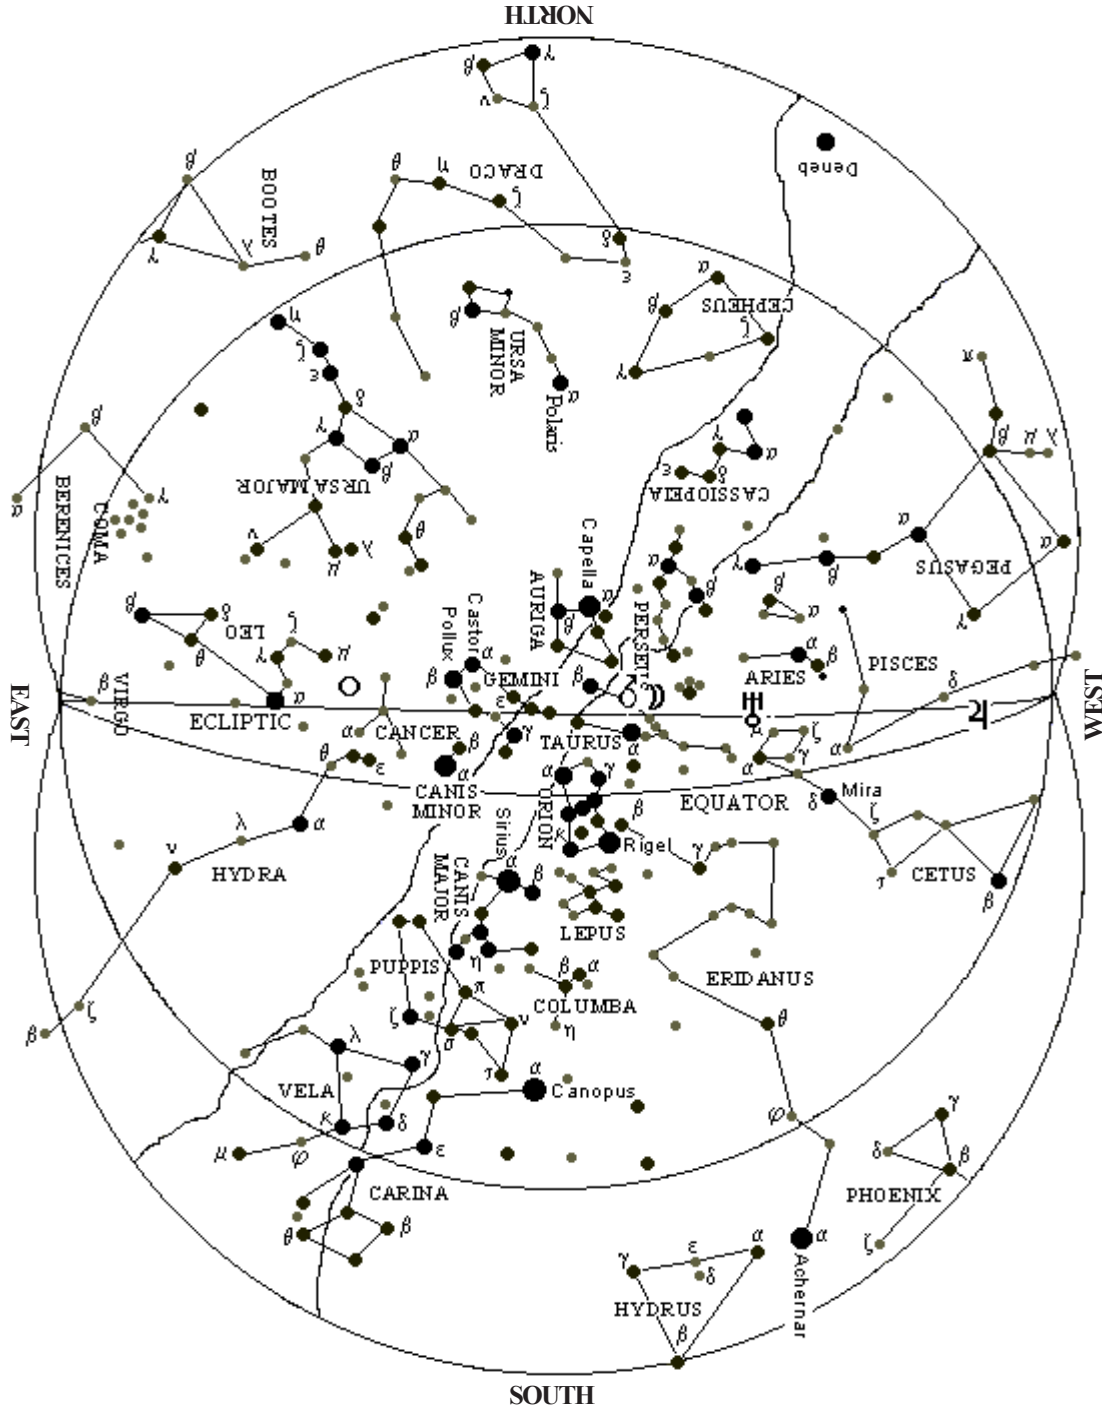 NORTH
γ
β
ν
ξ
Deneb
β
BOOTES
γ
λ
θ
θ
η
DRACO
ζ
δ
ε
α
β
CEPHEUS
ζ
γ
η
ζ
ε
δ
γ
α
β
URSA MAJOR
ν
μ
λ
θ
β
URSA
MINOR
α
Polaris
π
β
μ
λ
γ
α
δ
ε
CASSIOPEIA
β
γ
α
COMA
BERENICES
Capella
α
β
AURIGA
α
β
PERSEUS
γ
β
α
α
PEGASUS
γ
β
δ
LEO
θ
ζ
γ
μ
α
Castor
Pollux
α
β
GEMINI
ε
γ
β
β
α
α
β
ARIES
PISCES
δ
EAST
β
VIRGO
ECLIPTIC
α
CANCER
TAURUS
α
μ
ζ
γ
α
α
WEST
θ
ε
β
α
CANIS
MINOR
α
ORION
γ
κ
β
Rigel
EQUATOR
γ
δ
Mira
ζ
τ
CETUS
β
ν
λ
α
HYDRA
Sirius
α
β
CANIS
MAJOR
η
LEPUS
PUPPIS
ζ
π
σ
ν
τ
β
α
COLUMBA
η
ERIDANUS
θ
β
ζ
λ
γ
VELA
κ
δ
μ
φ
ε
α
Canopus
φ
γ
δ
β
PHOENIX
ζ
CARINA
θ
β
γ
ε
α
δ
HYDRUS
β
α
Achernar
SOUTH